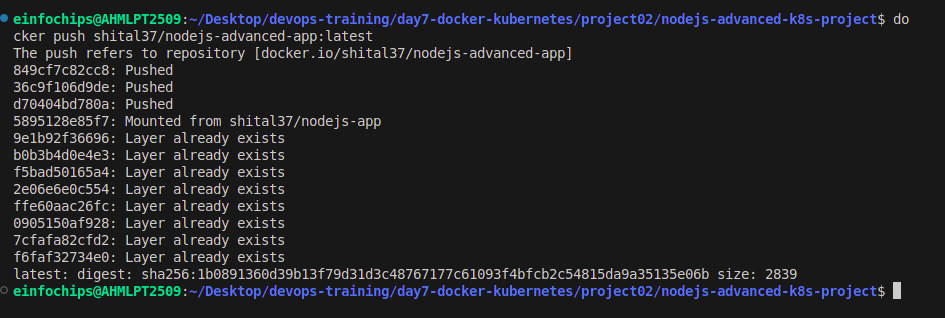 einfochips@AHMLPT2509:~/Desktop/devops-training/day7-docker-kubernetes/project02/nodejs-advanced-k8s-project$ do
cker push shital37/nodejs-advanced-app:latest
The push refers to repository [docker.io/shital37/nodejs-advanced-app]
849cf7c82cc8: Pushed
36c9f106d9de: Pushed
d70404bd780a: Pushed
5895128e85f7: Mounted from shital37/nodejs-app
9e1b92f36696: Layer already exists
b0b3b4d0e4e3: Layer already exists
f5bad50165a4: Layer already exists
2e06e6e0c554: Layer already exists
ffe60aac26fc: Layer already exists
0905150af928: Layer already exists
7cfafa82cfd2: Layer already exists
f6faf32734e0: Layer already exists
latest: digest: sha256:1b0891360d39b13f79d31d3c48767177c61093f4bfcb2c54815da9a35135e06b size: 2839
einfochips@AHMLPT2509:~/Desktop/devops-training/day7-docker-kubernetes/project02/nodejs-advanced-k8s-project$